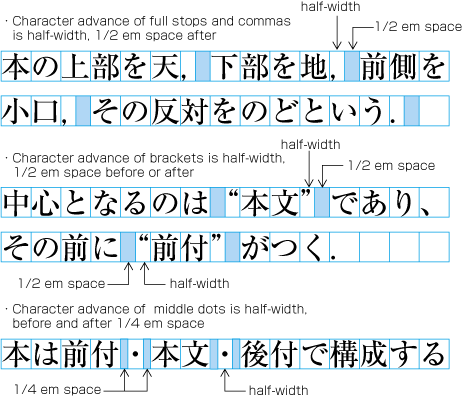 · Character advance of full stops and commas
is half-width, 1/2 em space after
half-width
1/2 em space
本の上部を天,下部を地,前側を
小口,その反対をのどという.
· Character advance of brackets is half-width,
1/2 em space before or after
half-width
1/2 em space
中心となるのは“本文”であり、
その前に“前付”がつく.
1/2 em space
half-width
· Character advance of middle dots is half-width,
before and after 1/4 em space
本は前付・本文・後付で構成する
1/4 em space
half-width